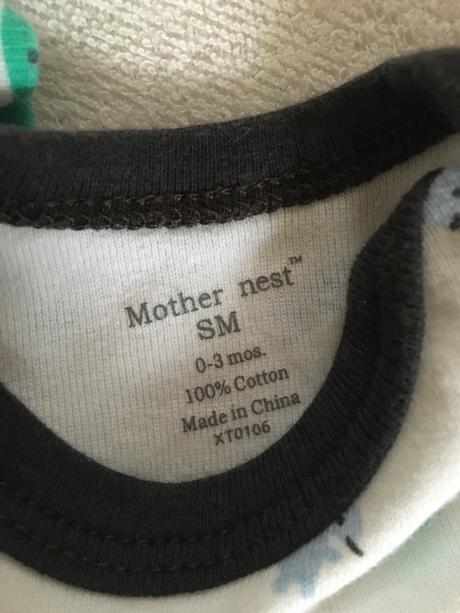 Mother nest™
SM
0-3 mos.
100% Cotton
Made in China
XT0106